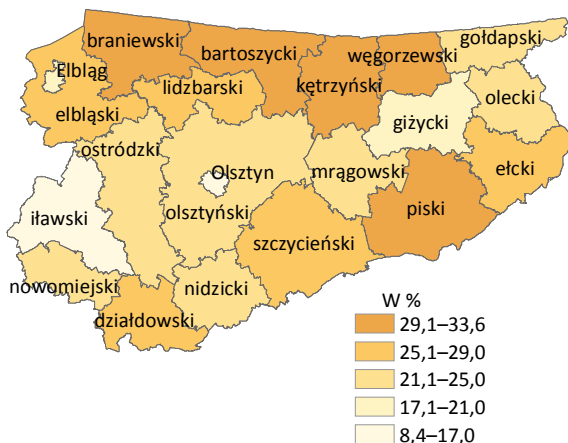 gołdapski
braniewski
bartoszycki
węgorzewski
Elbląg
lidzbarski
kętrzyński
olecki
elbląski
giżycki
ostródzki
Olsztyn
mrągowski
ełcki
iławski
olsztyński
piski
szczycieński
nowomiejski
nidzicki
działdowski
W %
29,1–33,6
25,1–29,0
21,1–25,0
17,1–21,0
8,4–17,0